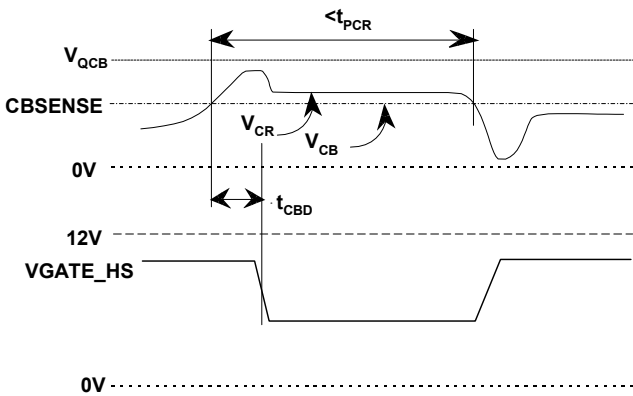 <tPCR
VQCB
CBSENSE
VCR
VCB
0V
tCBD
12V
VGATE_HS
0V